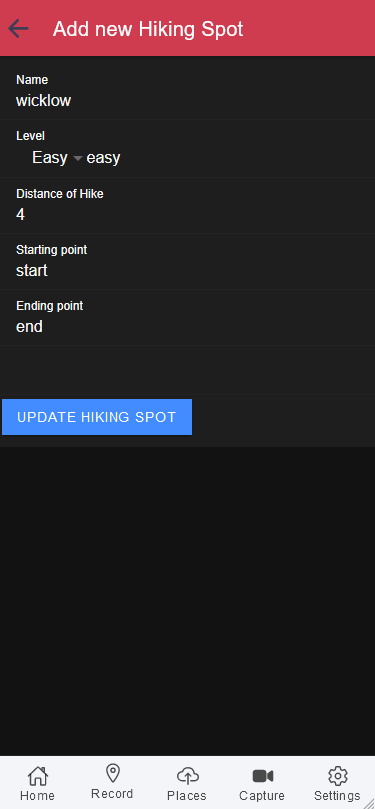 Add new Hiking Spot
Name
wicklow
Level
Easy easy
Distance of Hike
4
Starting point
start
Ending point
end
UPDATE HIKING SPOT
Home Record Places Capture Settings